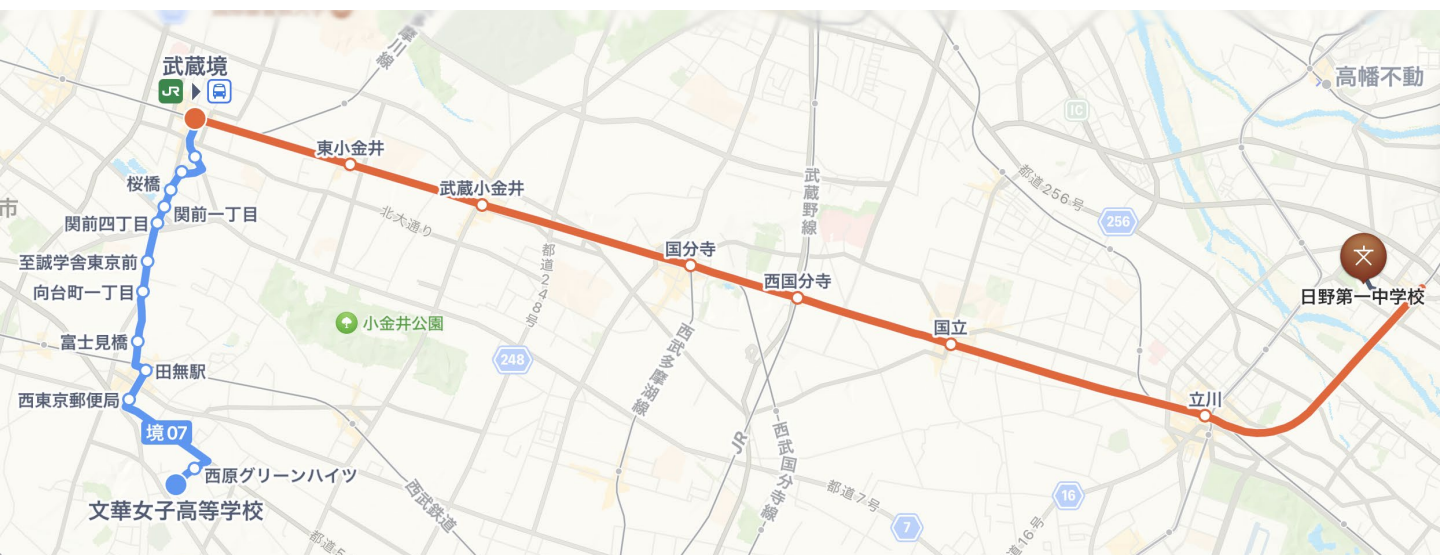 摩川線
武蔵境
JR
高幡不動
IC
東小金井
武蔵小金井
桜橋
市
関前一丁目
関前四丁目
北大通り
武蔵野線
都道256号
256
至誠学舎東京前
都道248号
国分寺
西国分寺
文
日野第一中学校
向台町一丁目
小金井公園
富士見橋
国立
248
西武多摩湖線
田無駅
西東京郵便局
立川
境07
JR
西武国分寺線
西原グリーンハイツ
西武鉄道
都道7号
16
文華女子高等学校
7
道16号